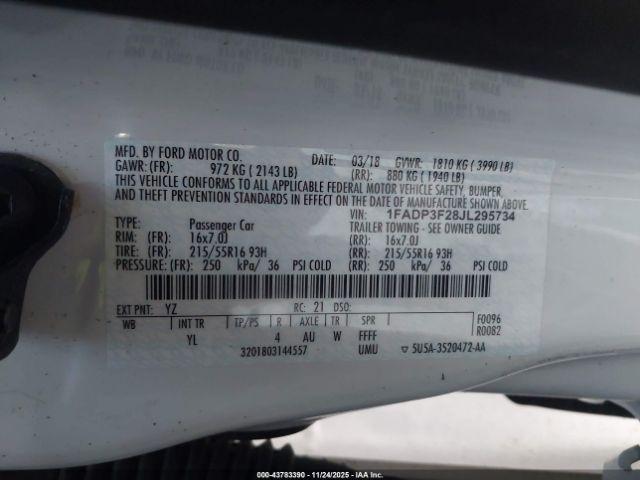 MFD. BY FORD MOTOR CO. DATE: 03/18 GVWR: 1810 KG ( 3990 LB)
GAWR: (FR): 972 KG ( 2143 LB) (RR): 880 KG ( 1940 LB)
THIS VEHICLE CONFORMS TO ALL APPLICABLE FEDERAL MOTOR VEHICLE SAFETY, BUMPER,
AND THEFT PREVENTION STANDARDS IN EFFECT ON THE DATE OF MANUFACTURE SHOWN ABOVE.
VIN: 1FADP3F28JL295734
TYPE: Passenger Car TRAILER TOWING - SEE OWNER GUIDE
RIM: (FR): 16x7.0J (RR): 16x7.0J
TIRE: (FR): 215/55R16 93H (RR): 215/55R16 93H
PRESSURE: (FR): 250 kPa/ 36 PSI COLD (RR): 250 kPa/ 36 PSI COLD
EXT PNT: YZ RC: 21 DSO:
WB INT TR TP/PS R AXLE TR SPR F0096
R0082
YL 4 AU W FFFF
3201803144557 UMU ▽ 5U5A-3520472-AA
000-43783390 - 11/24/2025 - IAAI, Inc.